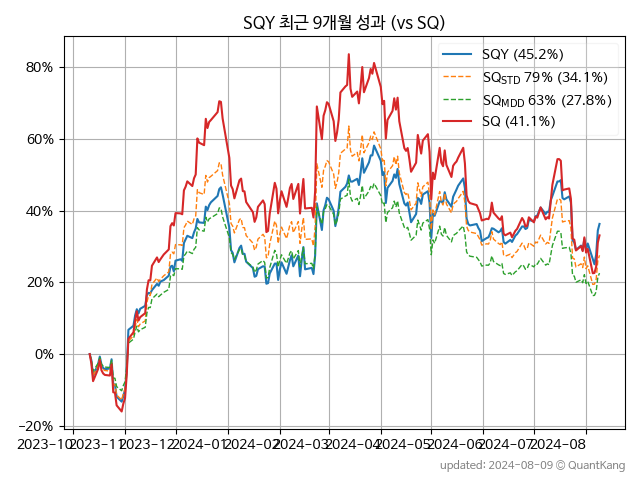 SQY 최근 9개월 성과 (vs SQ)
SQY (45.2%)
SQSTD 79% (34.1%)
SQMDD 63% (27.8%)
SQ (41.1%)
80%
60%
40%
20%
0%
−20%
2023-10 2023-11 2023-12 2024-01 2024-02 2024-03 2024-04 2024-05 2024-06 2024-07 2024-08
updated: 2024-08-09 © QuantKang